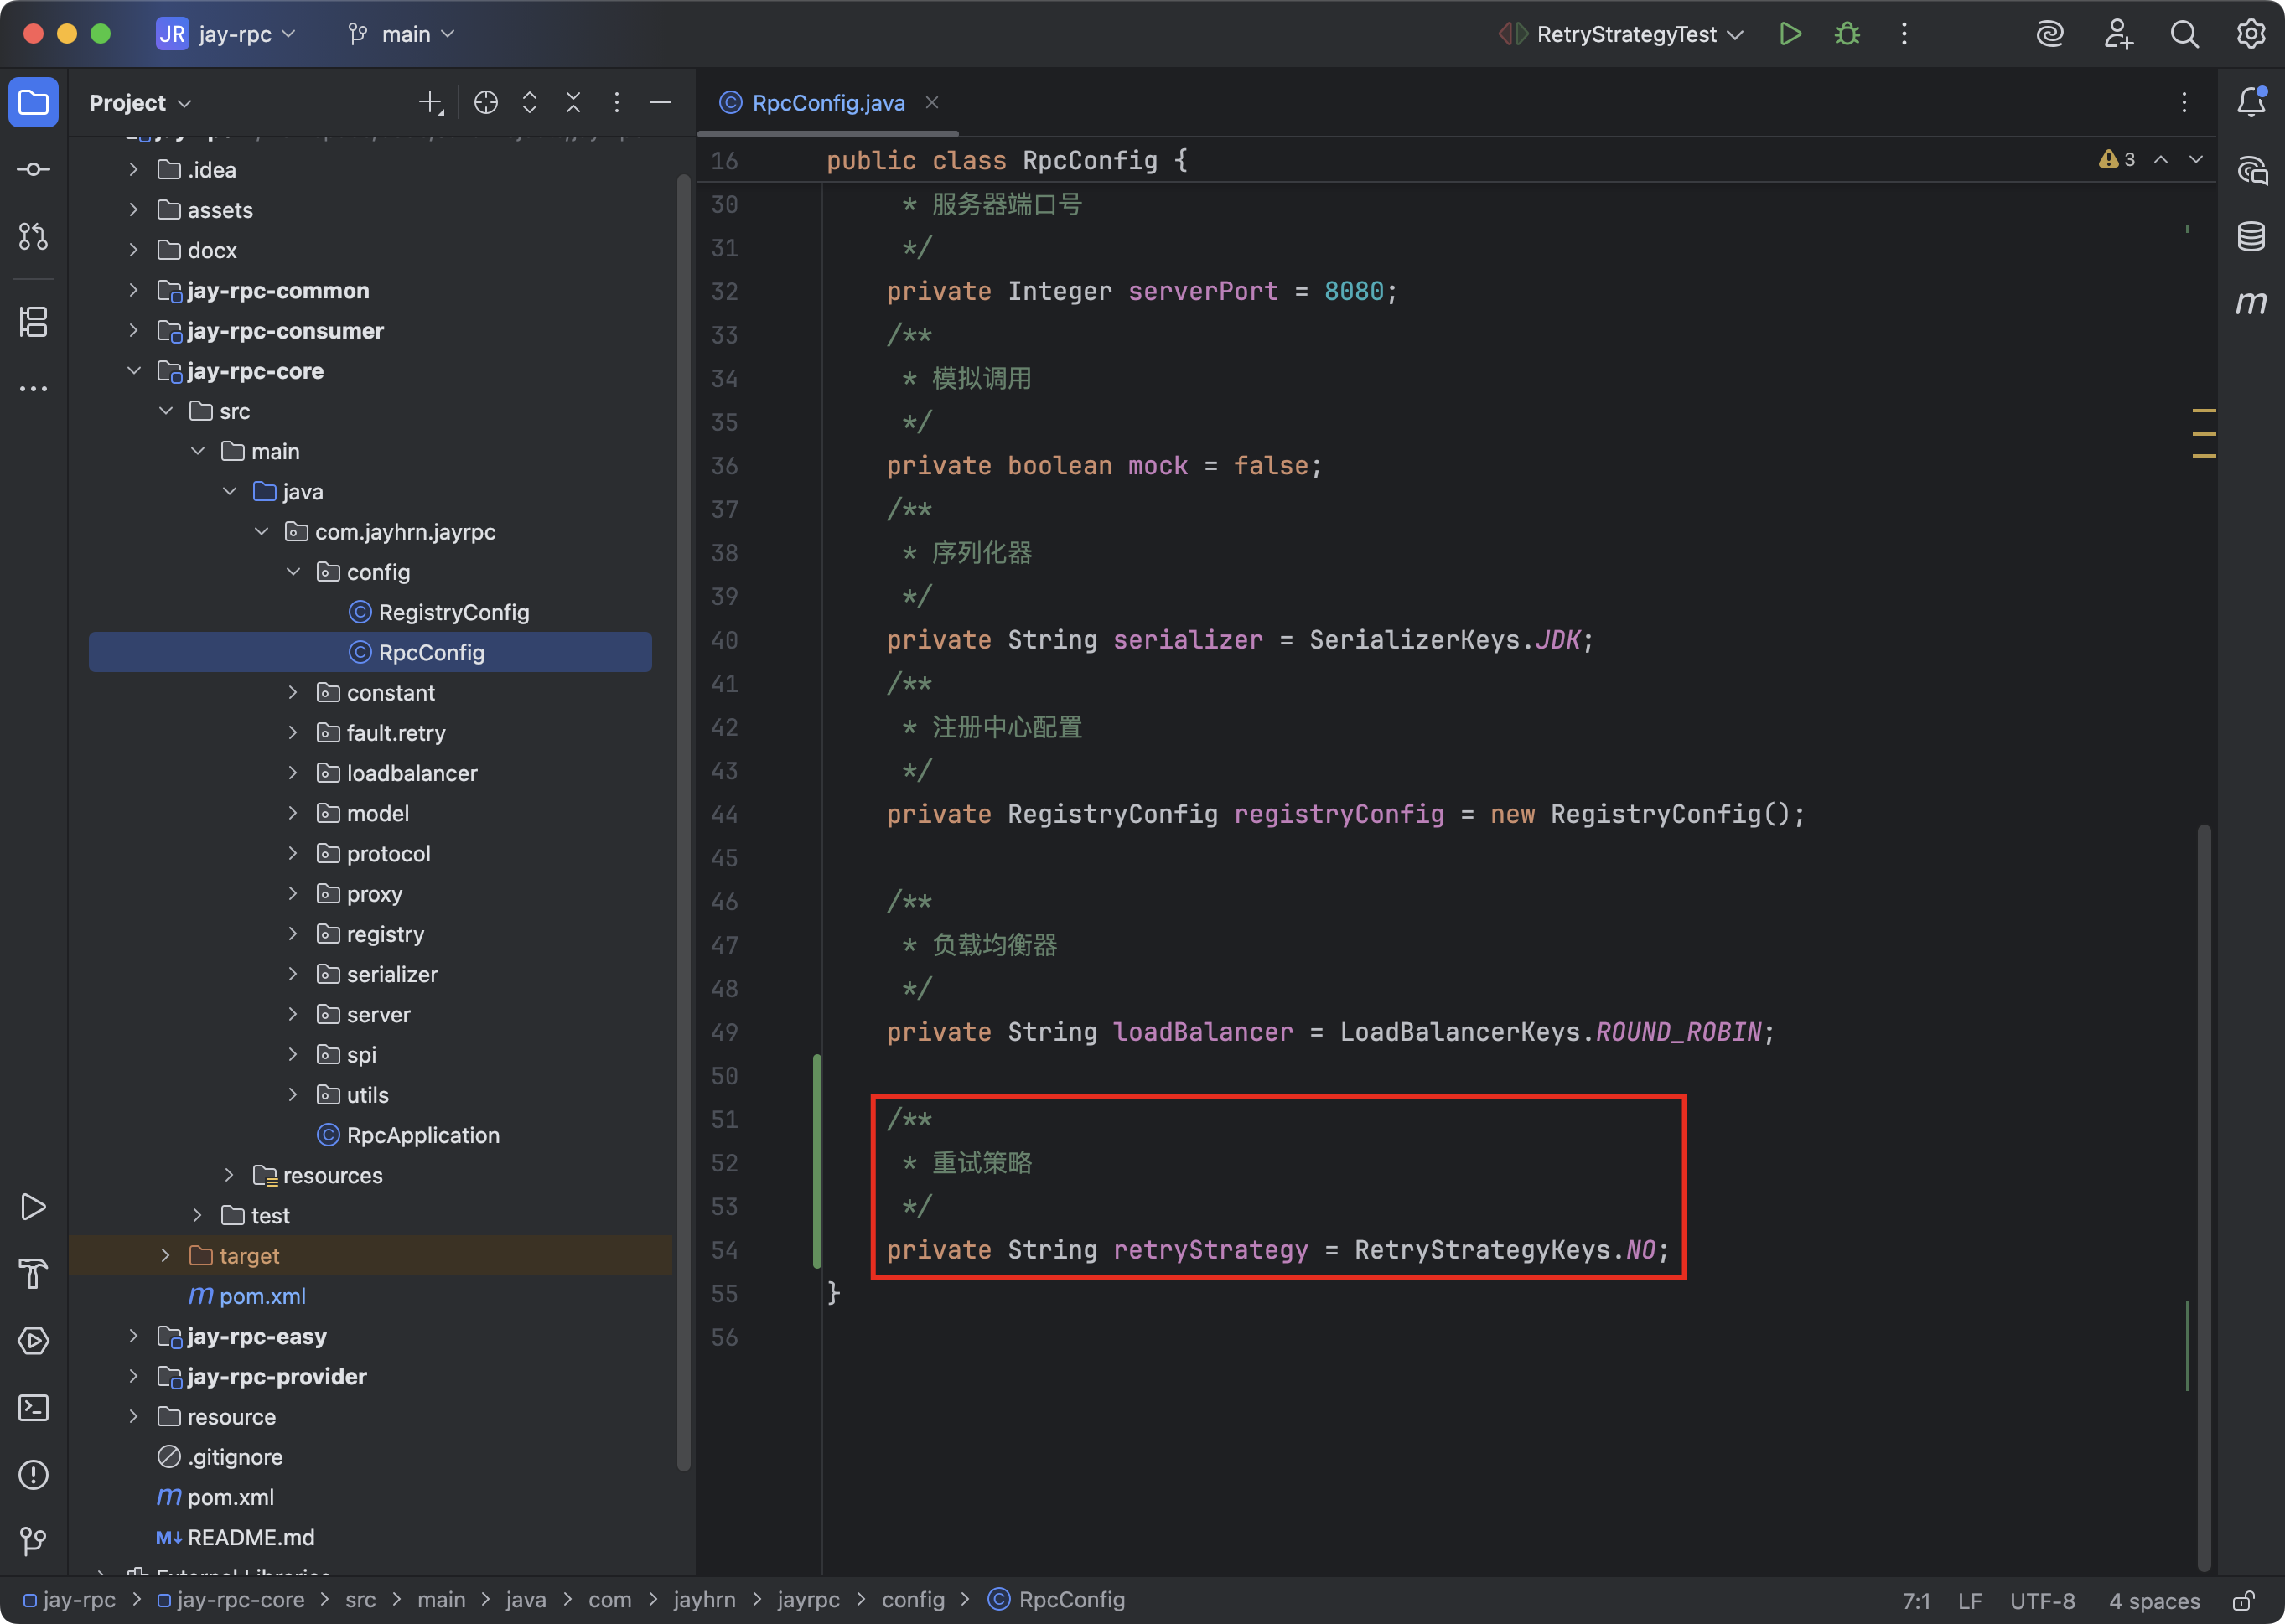 JR jay-rpc main RetryStrategyTest
Project
.idea
assets
docx
jay-rpc-common
jay-rpc-consumer
jay-rpc-core
src
main
java
com.jayhrn.jayrpc
config
RegistryConfig
RpcConfig
constant
fault.retry
loadbalancer
model
protocol
proxy
registry
serializer
server
spi
utils
RpcApplication
resources
test
target
pom.xml
jay-rpc-easy
jay-rpc-provider
resource
.gitignore
pom.xml
README.md
External Libraries
RpcConfig.java
16 public class RpcConfig { 3
30 * 服务器端口号
31 */
32 private Integer serverPort = 8080;
33 /**
34 * 模拟调用
35 */
36 private boolean mock = false;
37 /**
38 * 序列化器
39 */
40 private String serializer = SerializerKeys.JDK;
41 /**
42 * 注册中心配置
43 */
44 private RegistryConfig registryConfig = new RegistryConfig();
45
46 /**
47 * 负载均衡器
48 */
49 private String loadBalancer = LoadBalancerKeys.ROUND_ROBIN;
50
51 /**
52 * 重试策略
53 */
54 private String retryStrategy = RetryStrategyKeys.NO;
55 }
56
jay-rpc > jay-rpc-core > src > main > java > com > jayhrn > jayrpc > config > RpcConfig 7:1 LF UTF-8 4 spaces